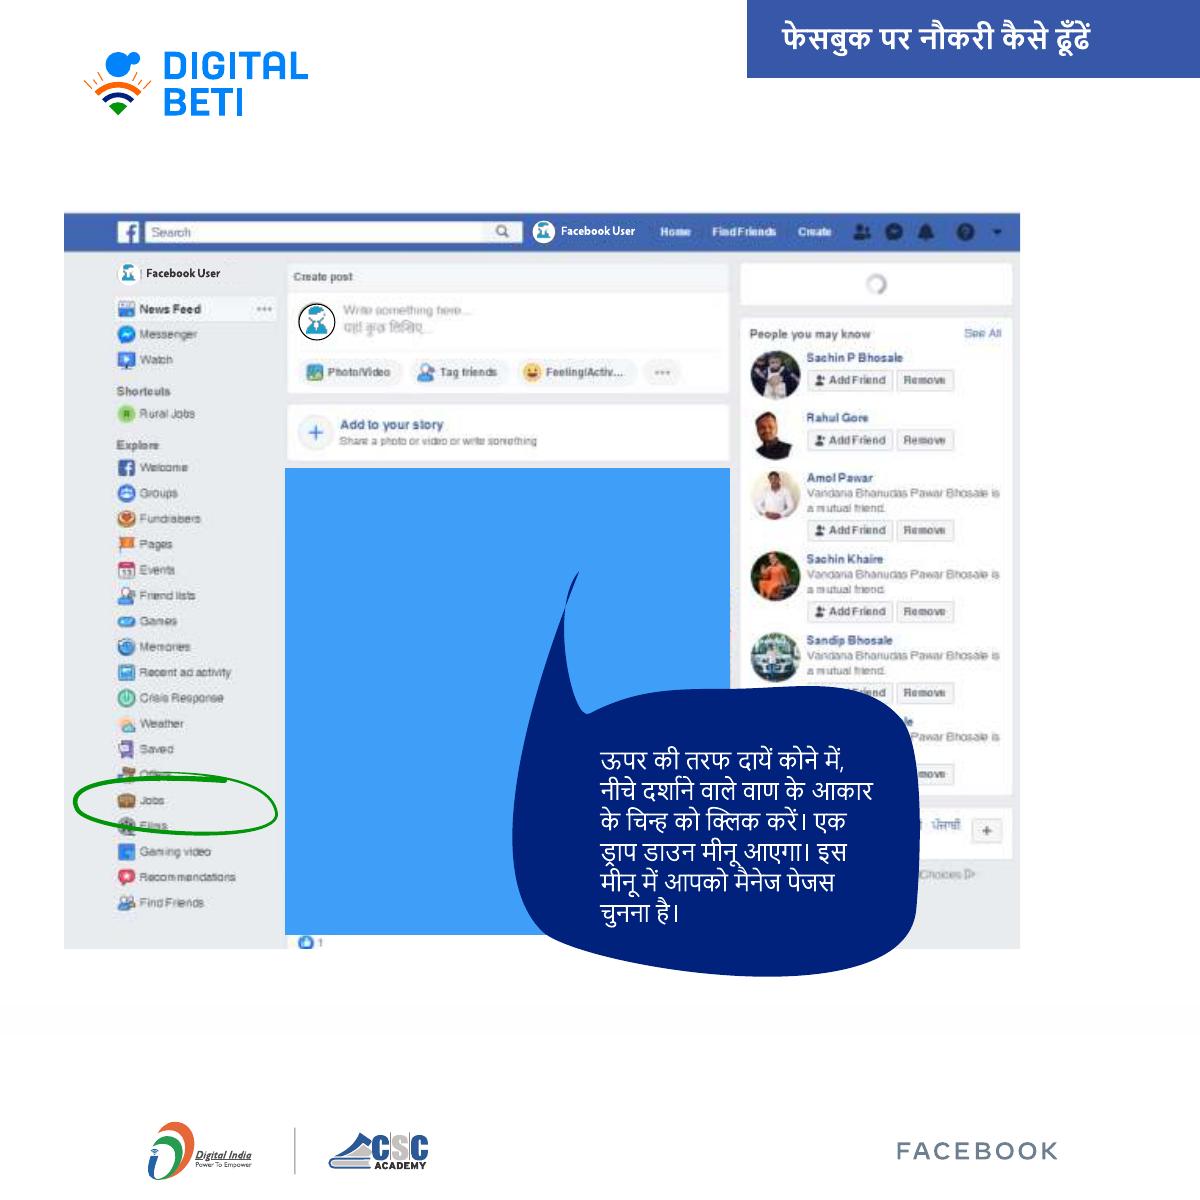 फेसबुक पर नौकरी कैसे ढूँढें
DIGITAL
BETI
Search
Facebook User
Home
Find Friends
Create
Facebook User
News Feed
Messenger
Watch
Shortcuts
R Rural Jobs
Explore
Welcome
Groups
Fundraisers
Pages
13 Events
Friend lists
Games
Memories
Recent ad activity
Crisis Response
Weather
Saved
Offers
Jobs
Films
Gaming video
Recommendations
Find Friends
Create post
Write something here...
यहां कुछ लिखिए...
Photo/Video
Tag friends
Feeling/Activ...
Add to your story
Share a photo or video or write something
1
People you may know
See All
Sachin P Bhosale
Add Friend Remove
Rahul Gore
Add Friend Remove
Amol Pawar
Vandana Bhanudas Pawar Bhosale is
a mutual friend.
Add Friend Remove
Sachin Khaire
Vandana Bhanudas Pawar Bhosale is
a mutual friend.
Add Friend Remove
Sandip Bhosale
Vandana Bhanudas Pawar Bhosale is
a mutual friend.
Friend Remove
le
Pawar Bhosale is
ove
ਪੰਜਾਬੀ
+
Choices
ऊपर की तरफ दायें कोने में,
नीचे दर्शाने वाले वाण के आकार
के चिन्ह को क्लिक करें। एक
ड्राप डाउन मीनू आएगा। इस
मीनू में आपको मैनेज पेजस
चुनना है।
Digital India
Power To Empower
CSC
ACADEMY
FACEBOOK